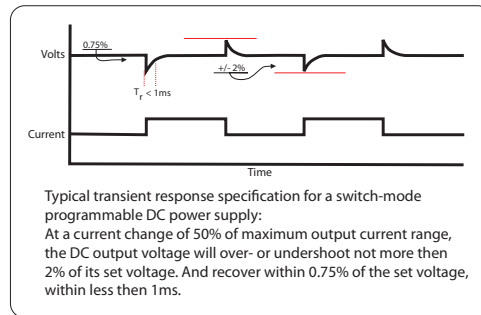 0.75%
Volts
+/- 2%
Tr < 1ms
Current
Time
Typical transient response specification for a switch-mode
programmable DC power supply:
At a current change of 50% of maximum output current range,
the DC output voltage will over- or undershoot not more then
2% of its set voltage. And recover within 0.75% of the set voltage,
within less then 1ms.